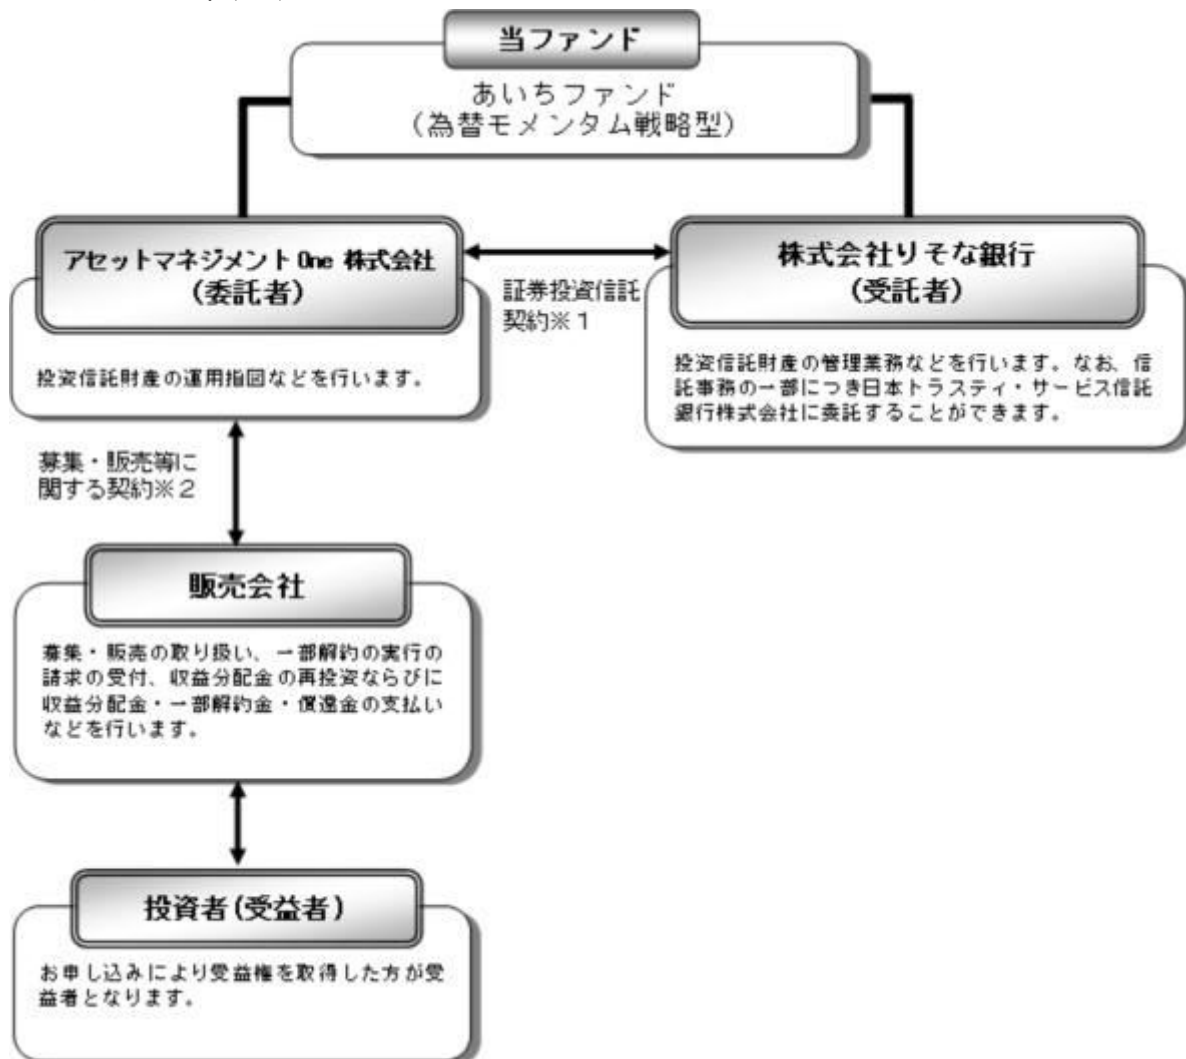 当ファンド
あいちファンド
(為替モメンタム戦略型)
アセットマネジメントOne 株式会社
(委託者)
投資信託財産の運用指図などを行います。
証券投資信託
契約※1
株式会社りそな銀行
(受託者)
投資信託財産の管理業務などを行います。なお、信
託事務の一部につき日本トラスティ・サービス信託
銀行株式会社に委託することができます。
募集・販売等に
関する契約※2
販売会社
募集・販売の取り扱い、一部解約の実行の
請求の受付、収益分配金の再投資ならびに
収益分配金・一部解約金・償還金の支払い
などを行います。
投資者(受益者)
お申し込みにより受益権を取得した方が受
益者となります。